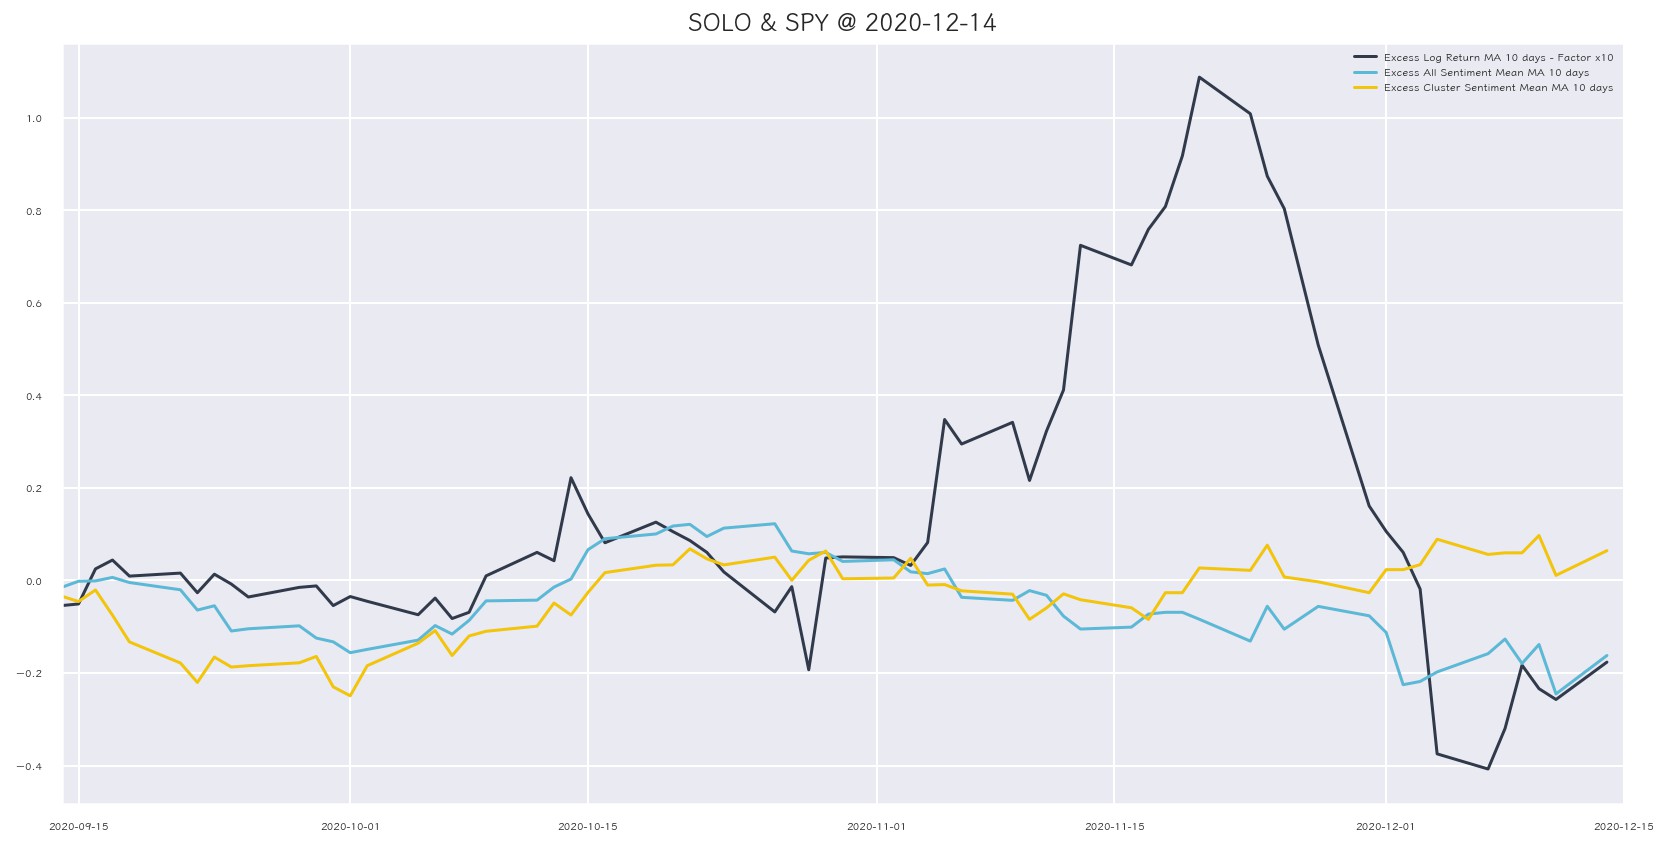 SOLO & SPY @ 2020-12-14
Excess Log Return MA 10 days - Factor x10
Excess All Sentiment Mean MA 10 days
Excess Cluster Sentiment Mean MA 10 days
1.0
0.8
0.6
0.4
0.2
0.0
−0.2
−0.4
2020-09-15 2020-10-01 2020-10-15 2020-11-01 2020-11-15 2020-12-01 2020-12-15